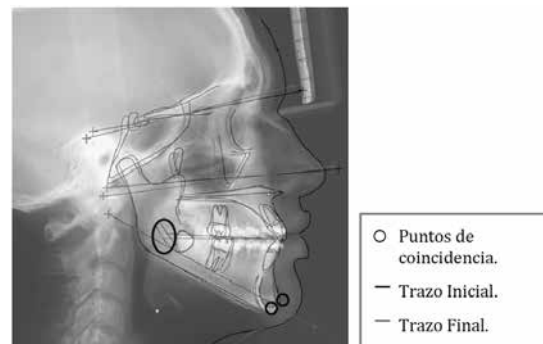 Puntos de
coincidencia.
Trazo Inicial.
Trazo Final.